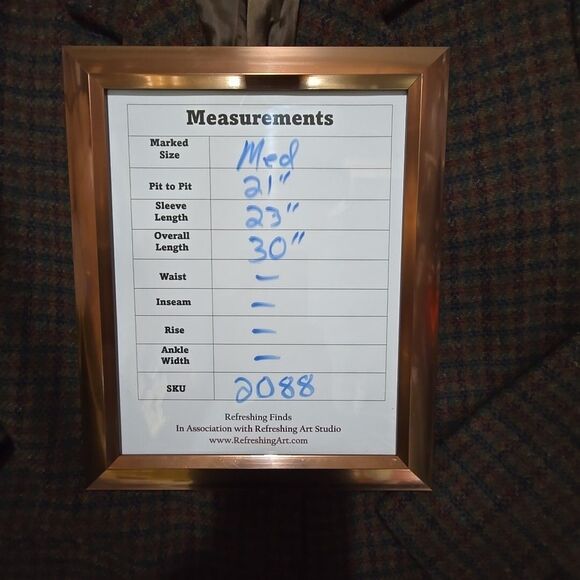 Measurements
Marked Size Med
Pit to Pit 21"
Sleeve Length 23"
Overall Length 30"
Waist –
Inseam –
Rise –
Ankle Width –
SKU 2088
Refreshing Finds
In Association with Refreshing Art Studio
www.RefreshingArt.com